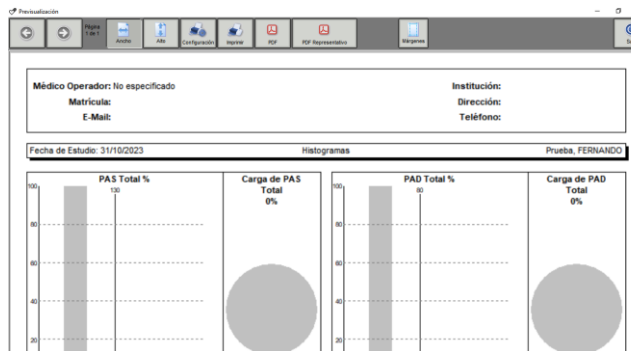 Previsualización
Página
1 de 1
Ancho
Alto
Configuración
Imprimir
PDF
PDF Representativo
Márgenes
Médico Operador: No especificado
Institución:
Matrícula:
Dirección:
E-Mail:
Teléfono:
Fecha de Estudio: 31/10/2023
Histogramas
Prueba, FERNANDO
PAS Total %
130
100
80
60
40
20
Carga de PAS
Total
0%
PAD Total %
80
100
80
60
40
20
Carga de PAD
Total
0%